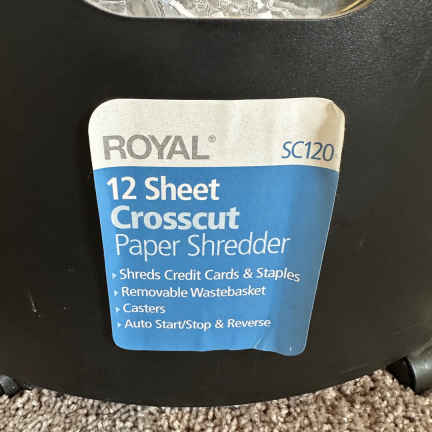 ROYAL®
SC120
12 Sheet
Crosscut
Paper Shredder
Shreds Credit Cards & Staples
Removable Wastebasket
Casters
Auto Start/Stop & Reverse